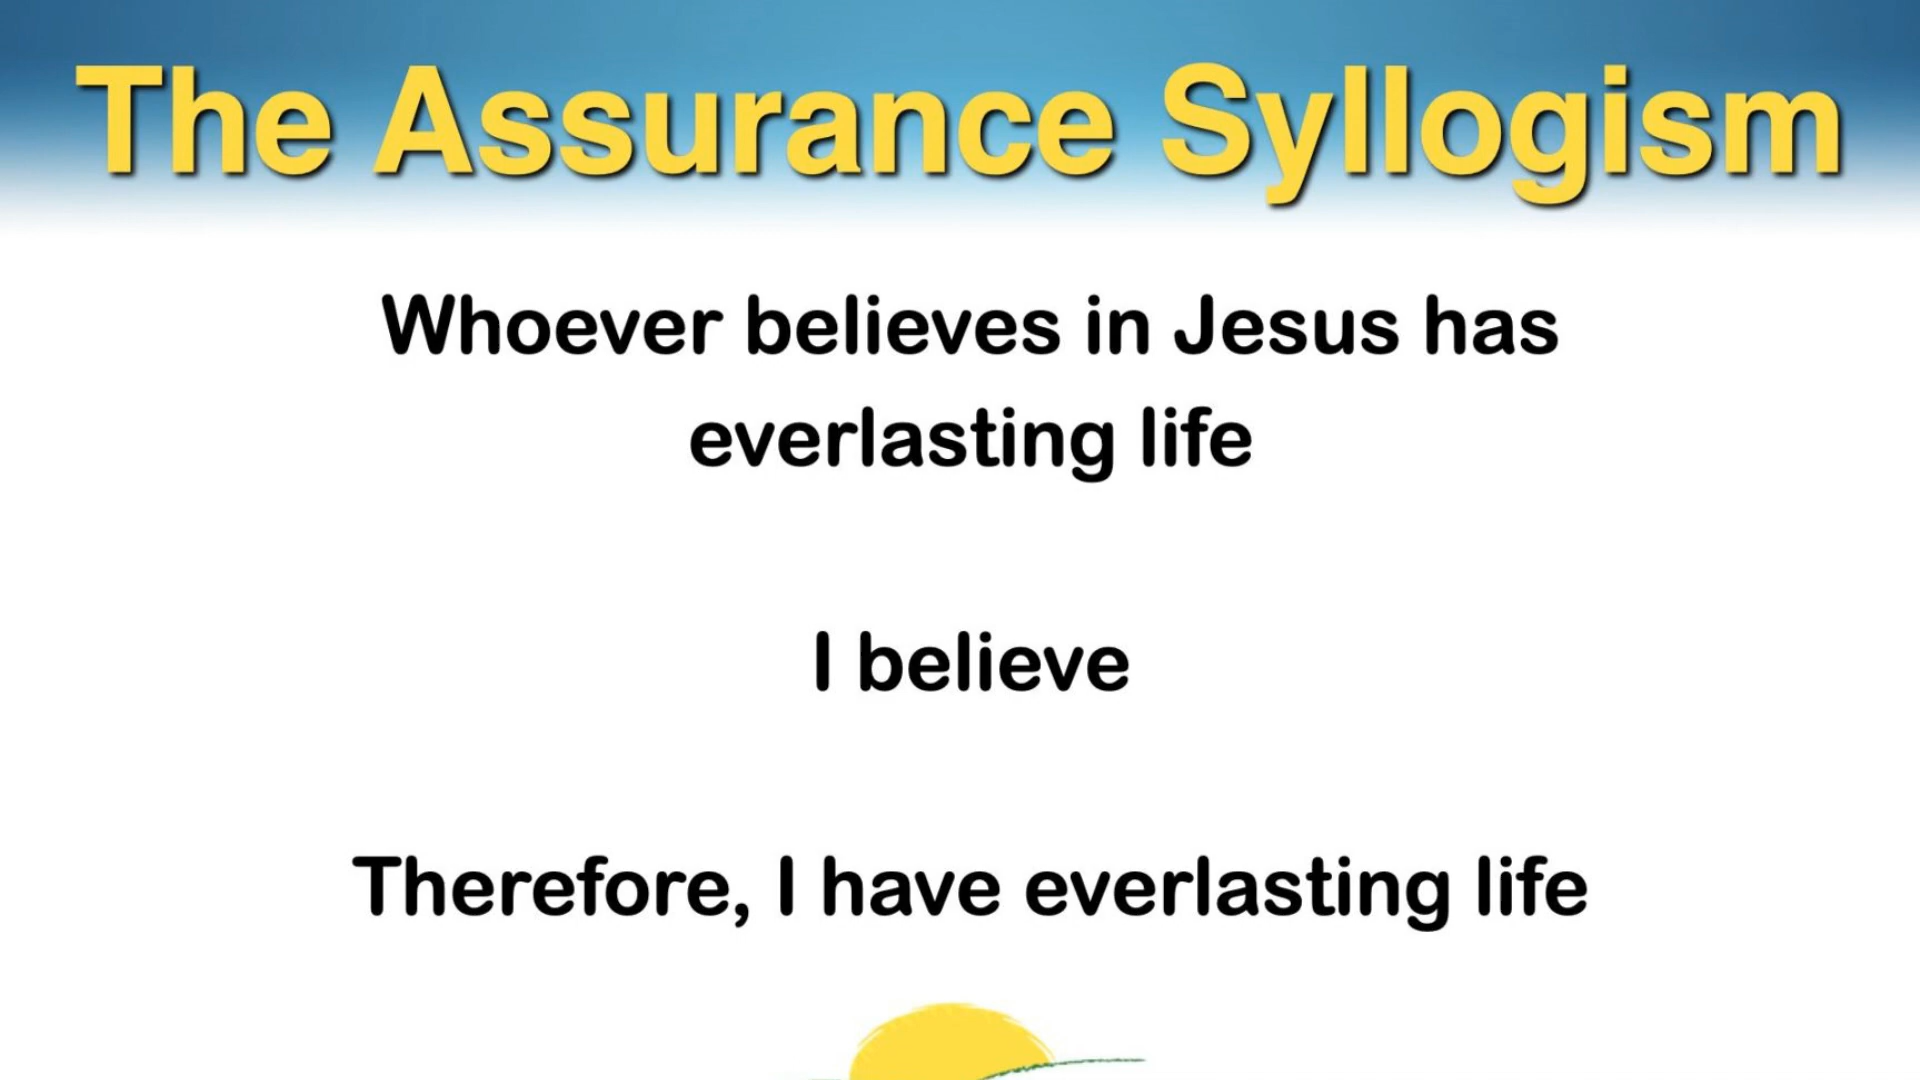 The Assurance Syllogism
Whoever believes in Jesus has
everlasting life
I believe
Therefore, I have everlasting life